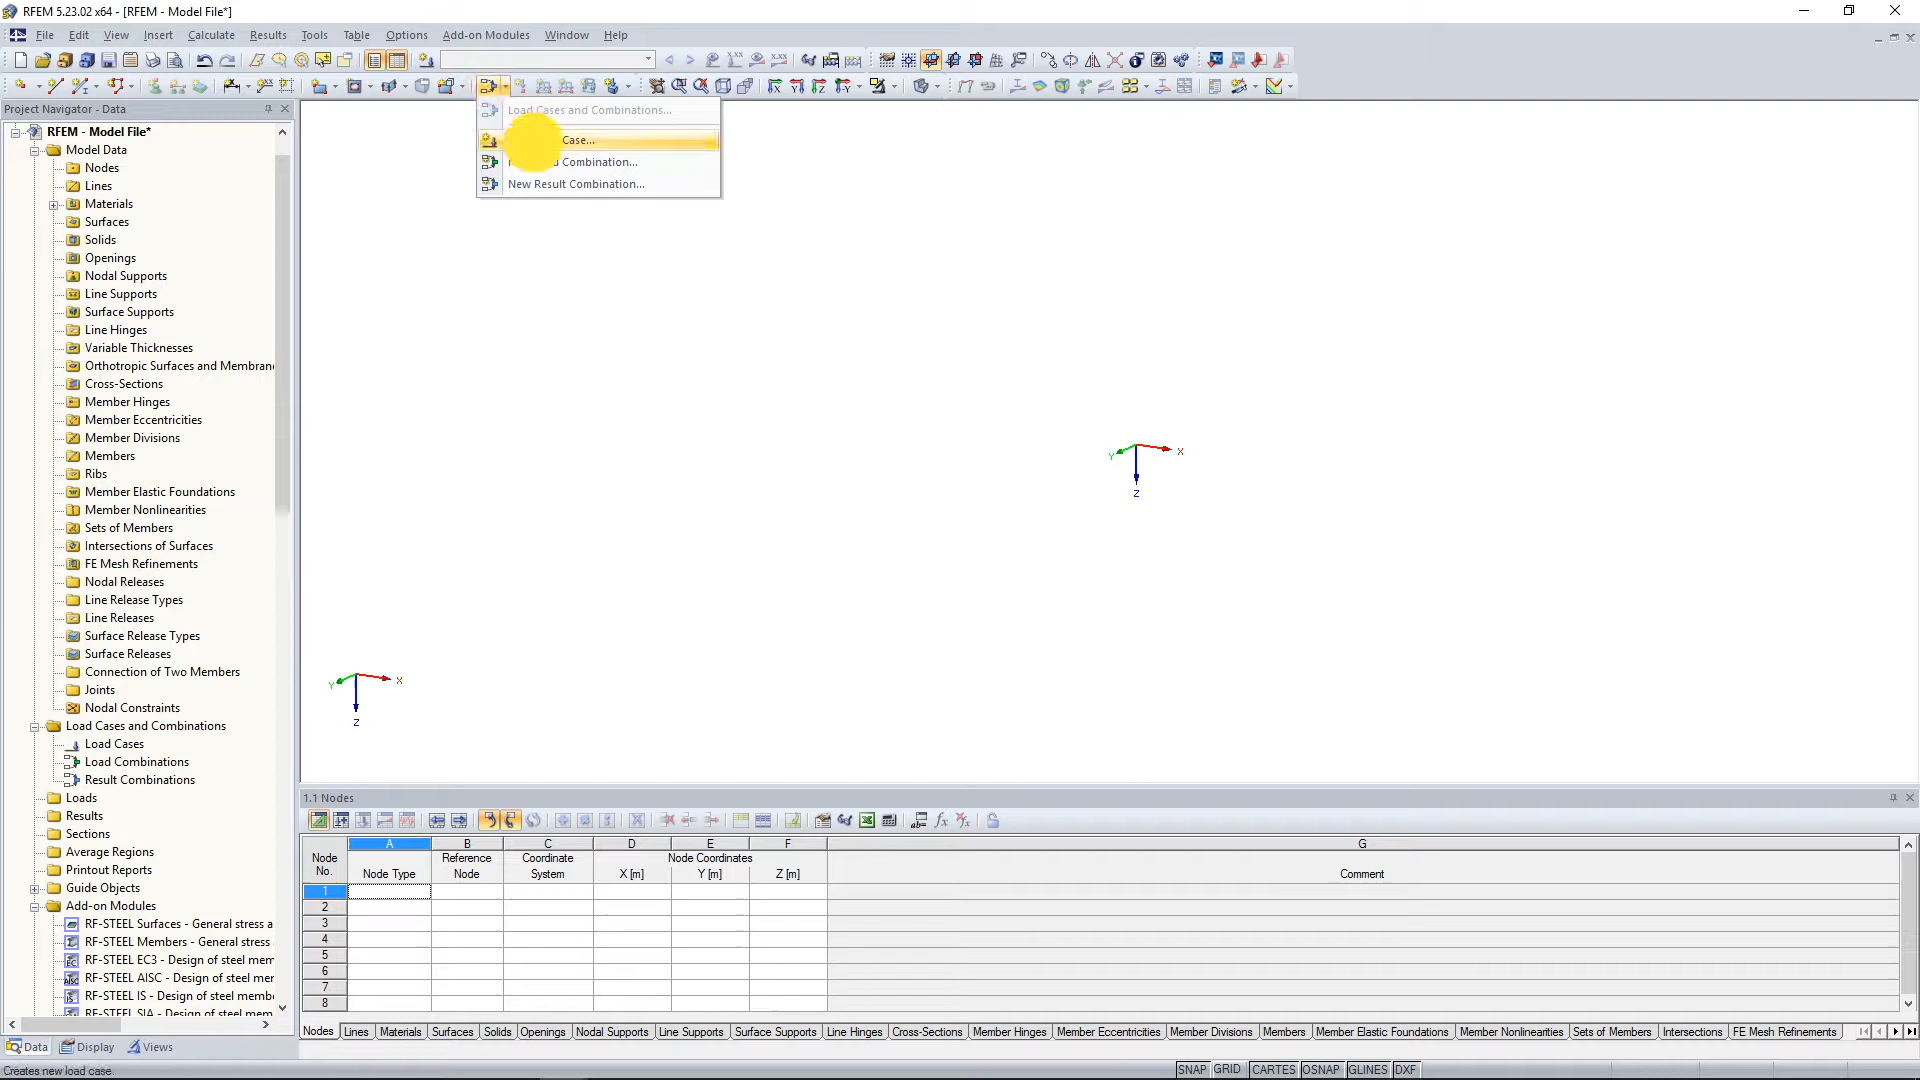 RFEM 5.23.02 x64 - [RFEM - Model File*]
File Edit View Insert Calculate Results Tools Table Options Add-on Modules Window Help
Project Navigator - Data
RFEM - Model File*
Model Data
Nodes
Lines
Materials
Surfaces
Solids
Openings
Nodal Supports
Line Supports
Surface Supports
Line Hinges
Variable Thicknesses
Orthotropic Surfaces and Membran
Cross-Sections
Member Hinges
Member Eccentricities
Member Divisions
Members
Ribs
Member Elastic Foundations
Member Nonlinearities
Sets of Members
Intersections of Surfaces
FE Mesh Refinements
Nodal Releases
Line Release Types
Line Releases
Surface Release Types
Surface Releases
Connection of Two Members
Joints
Nodal Constraints
Load Cases and Combinations
Load Cases
Load Combinations
Result Combinations
Loads
Results
Sections
Average Regions
Printout Reports
Guide Objects
Add-on Modules
RF-STEEL Surfaces - General stress a
RF-STEEL Members - General stress
RF-STEEL EC3 - Design of steel mem
RF-STEEL AISC - Design of steel mer
RF-STEEL IS - Design of steel membe
RF-STEEL SIA - Design of steel mem
Data Display Views
Creates new load case.
Load Cases and Combinations...
Case...
Combination...
New Result Combination...
Y X
Z
Y X
Z
1.1 Nodes
A B C D E F G
Node Reference Coordinate Node Coordinates
No. Node Type Node System X [m] Y [m] Z [m] Comment
1
2
3
4
5
6
7
8
Nodes Lines Materials Surfaces Solids Openings Nodal Supports Line Supports Surface Supports Line Hinges Cross-Sections Member Hinges Member Eccentricities Member Divisions Members Member Elastic Foundations Member Nonlinearities Sets of Members Intersections FE Mesh Refinements
SNAP GRID CARTES OSNAP GLINES DXF